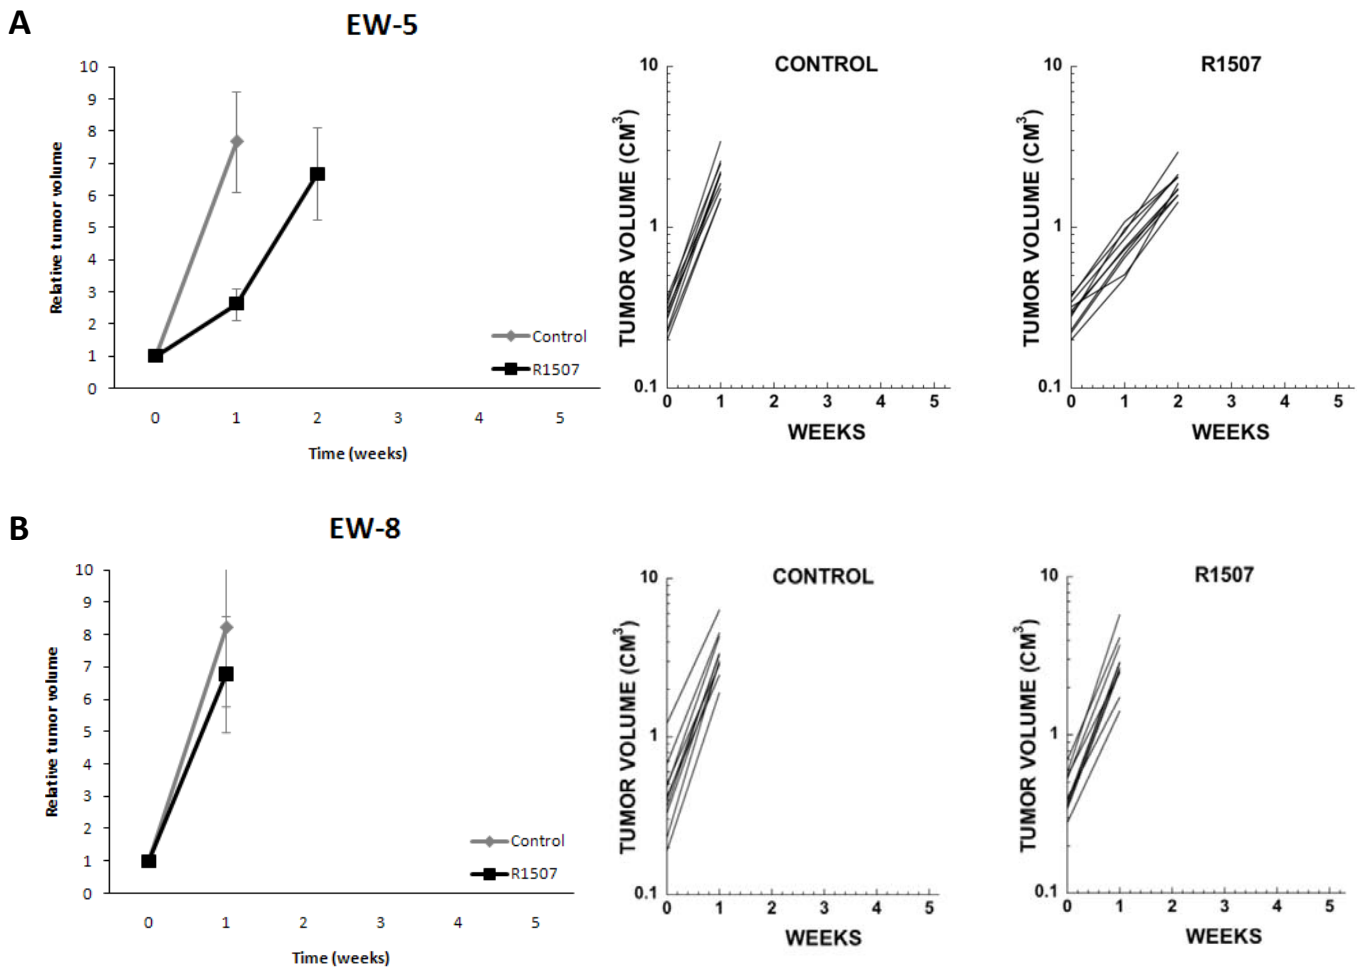 A
EW-5
10
9
8
7
6
5
4
3
2
1
0
Relative tumor volume
0 1 2 3 4 5
Time (weeks)
Control
R1507
CONTROL
10
1
0.1
TUMOR VOLUME (CM³)
0 1 2 3 4 5
WEEKS
R1507
10
1
0.1
TUMOR VOLUME (CM³)
0 1 2 3 4 5
WEEKS
B
EW-8
10
9
8
7
6
5
4
3
2
1
0
Relative tumor volume
0 1 2 3 4 5
Time (weeks)
Control
R1507
CONTROL
10
1
0.1
TUMOR VOLUME (CM³)
0 1 2 3 4 5
WEEKS
R1507
10
1
0.1
TUMOR VOLUME (CM³)
0 1 2 3 4 5
WEEKS